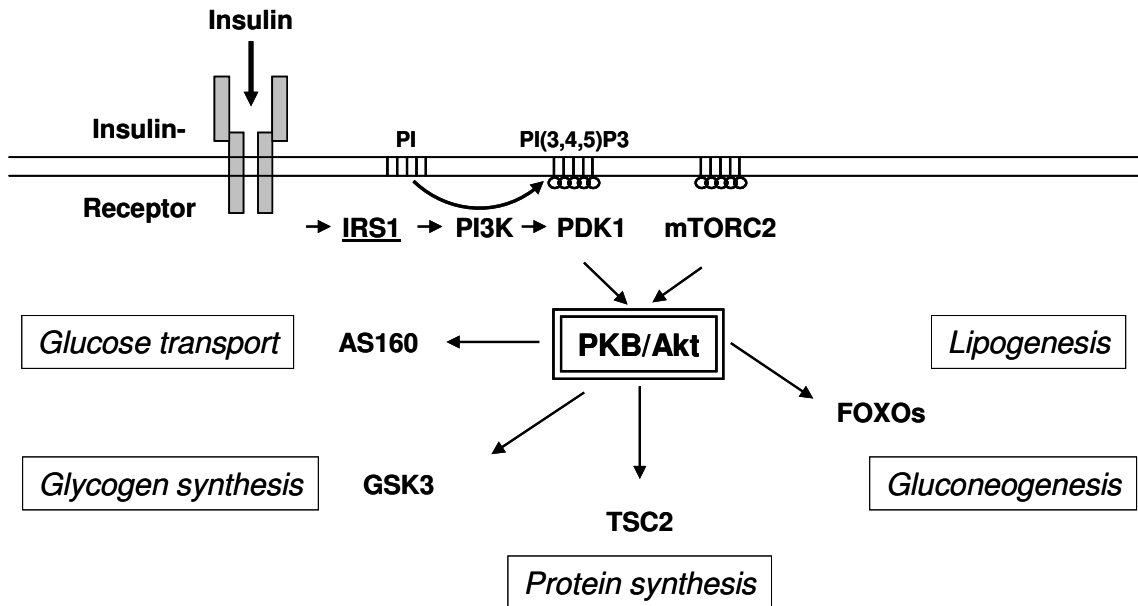 Insulin
Insulin-
PI
PI(3,4,5)P3
Receptor
IRS1
PI3K
PDK1
mTORC2
Glucose transport
AS160
PKB/Akt
Lipogenesis
FOXOs
Glycogen synthesis
GSK3
Gluconeogenesis
TSC2
Protein synthesis